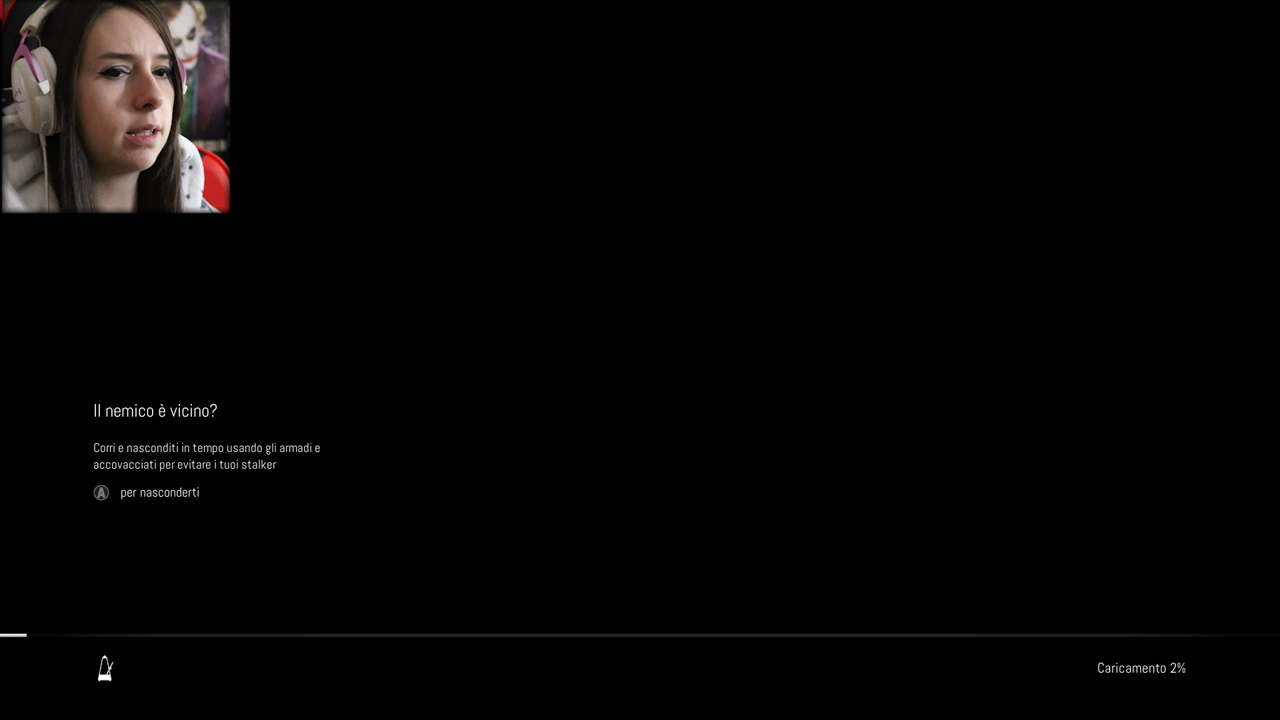 Il nemico è vicino?
Corri e nasconditi in tempo usando gli armadi e
accovacciati per evitare i tuoi stalker
A per nasconderti
Caricamento 2%